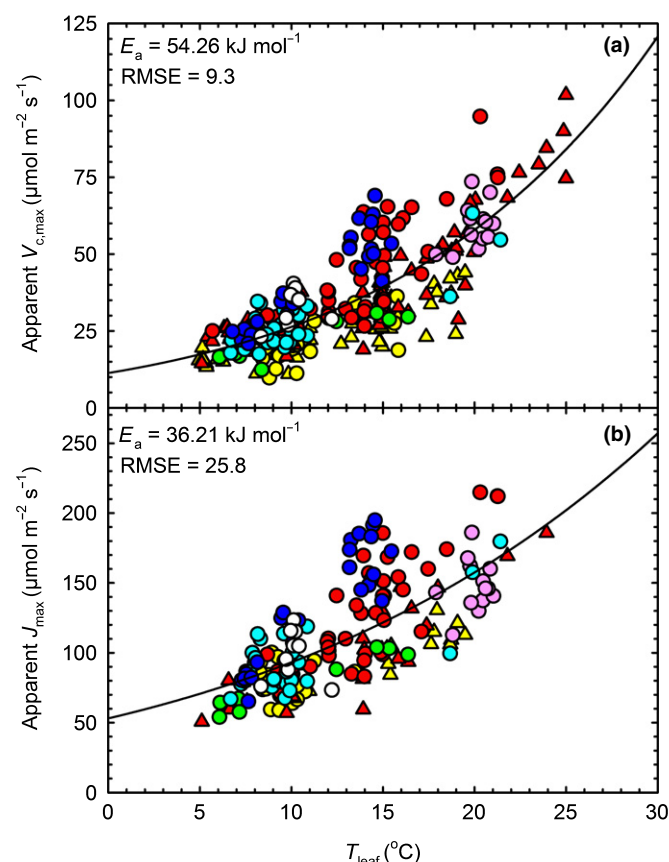 (a)
E_a = 54.26 kJ mol⁻¹
RMSE = 9.3
Apparent V_c,max (µmol m⁻² s⁻¹)
125
100
75
50
25
0
(b)
E_a = 36.21 kJ mol⁻¹
RMSE = 25.8
Apparent J_max (µmol m⁻² s⁻¹)
250
200
150
100
50
0
0 5 10 15 20 25 30
T_leaf (°C)